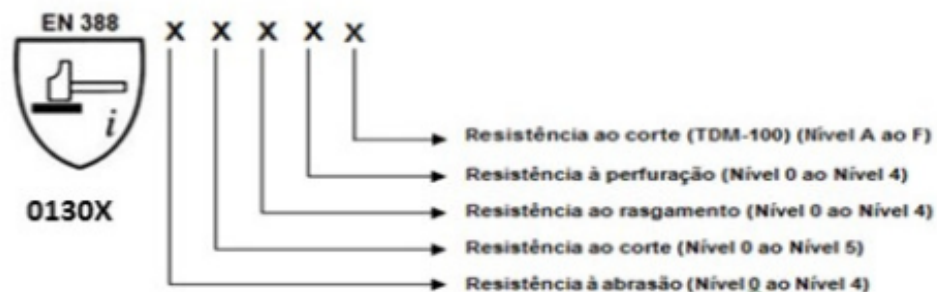 EN 388
X X X X X
i
Resistência ao corte (TDM-100) (Nível A ao F)
Resistência à perfuração (Nível 0 ao Nível 4)
0130X
Resistência ao rasgamento (Nível 0 ao Nível 4)
Resistência ao corte (Nível 0 ao Nível 5)
Resistência à abrasão (Nível 0 ao Nível 4)